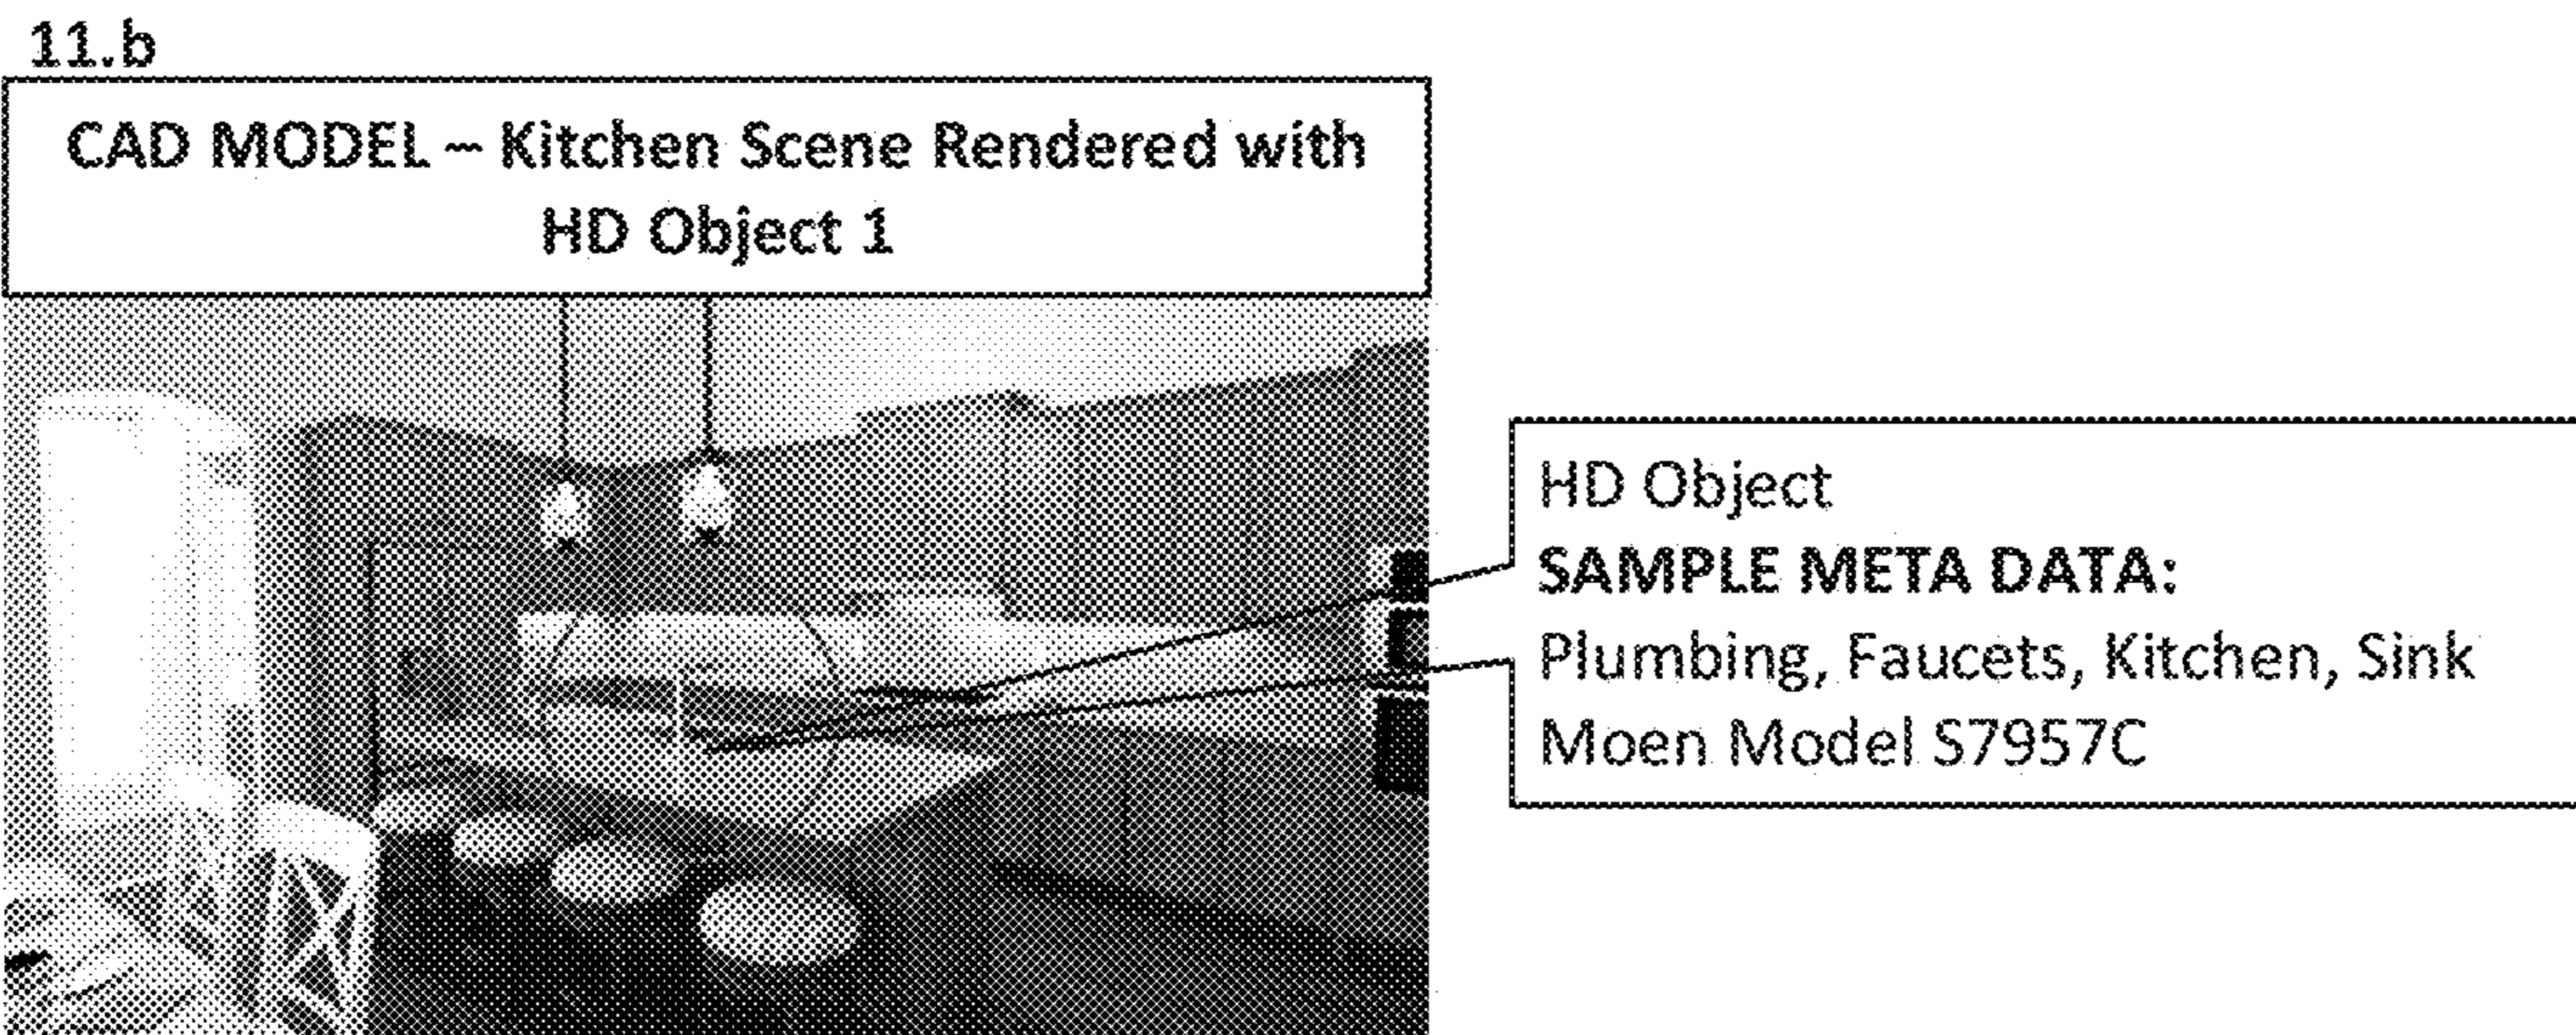 11.b
CAD MODEL – Kitchen Scene Rendered with
HD Object 1
HD Object
SAMPLE META DATA:
Plumbing, Faucets, Kitchen, Sink
Moen Model S7957C